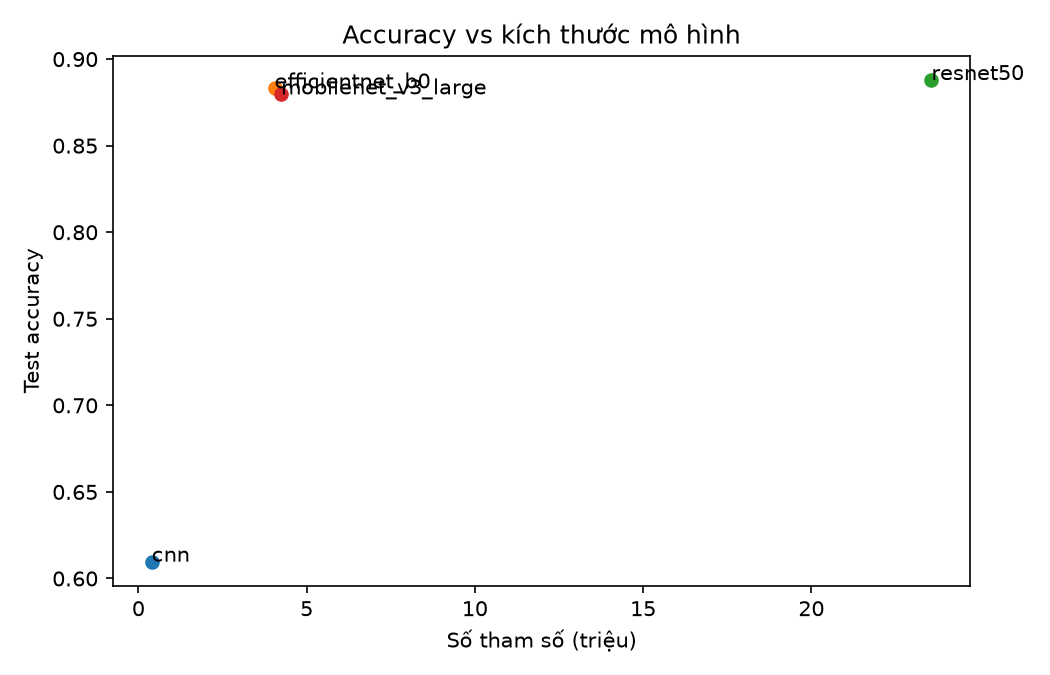 Accuracy vs kích thước mô hình
0.90
0.85
0.80
0.75
0.70
0.65
0.60
Test accuracy
efficientnet_b0
mobilenet_v3_large
resnet50
cnn
0 5 10 15 20
Số tham số (triệu)